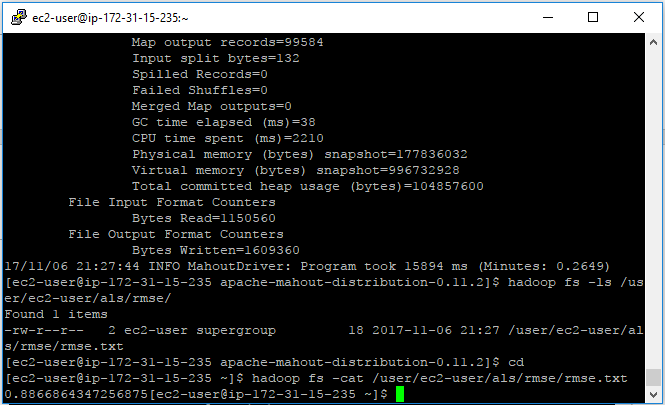 ec2-user@ip-172-31-15-235:~
Map output records=99584
Input split bytes=132
Spilled Records=0
Failed Shuffles=0
Merged Map outputs=0
GC time elapsed (ms)=38
CPU time spent (ms)=2210
Physical memory (bytes) snapshot=177836032
Virtual memory (bytes) snapshot=996732928
Total committed heap usage (bytes)=104857600
File Input Format Counters
Bytes Read=1150560
File Output Format Counters
Bytes Written=1609360
17/11/06 21:27:44 INFO MahoutDriver: Program took 15894 ms (Minutes: 0.2649)
[ec2-user@ip-172-31-15-235 apache-mahout-distribution-0.11.2]$ hadoop fs -ls /us
er/ec2-user/als/rmse/
Found 1 items
-rw-r--r--   2 ec2-user supergroup         18 2017-11-06 21:27 /user/ec2-user/al
s/rmse/rmse.txt
[ec2-user@ip-172-31-15-235 apache-mahout-distribution-0.11.2]$ cd
[ec2-user@ip-172-31-15-235 ~]$ hadoop fs -cat /user/ec2-user/als/rmse/rmse.txt
0.8866864347256875[ec2-user@ip-172-31-15-235 ~]$